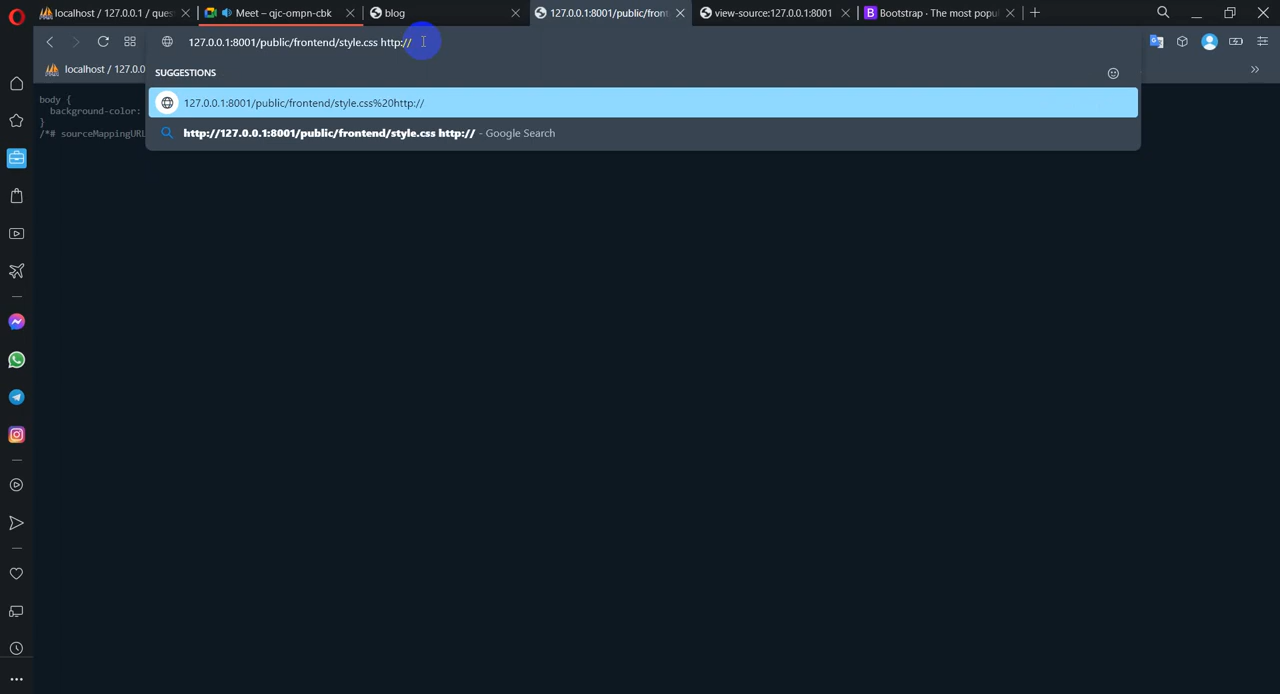 localhost / 127.0.0.1 / ques
Meet – qjc-ompn-cbk
blog
127.0.0.1:8001/public/front
view-source:127.0.0.1:8001
Bootstrap · The most popul
127.0.0.1:8001/public/frontend/style.css http://
localhost / 127.0.0
SUGGESTIONS
127.0.0.1:8001/public/frontend/style.css%20http://
http://127.0.0.1:8001/public/frontend/style.css http:// - Google Search
body {
background-color:
}
/*# sourceMappingURL